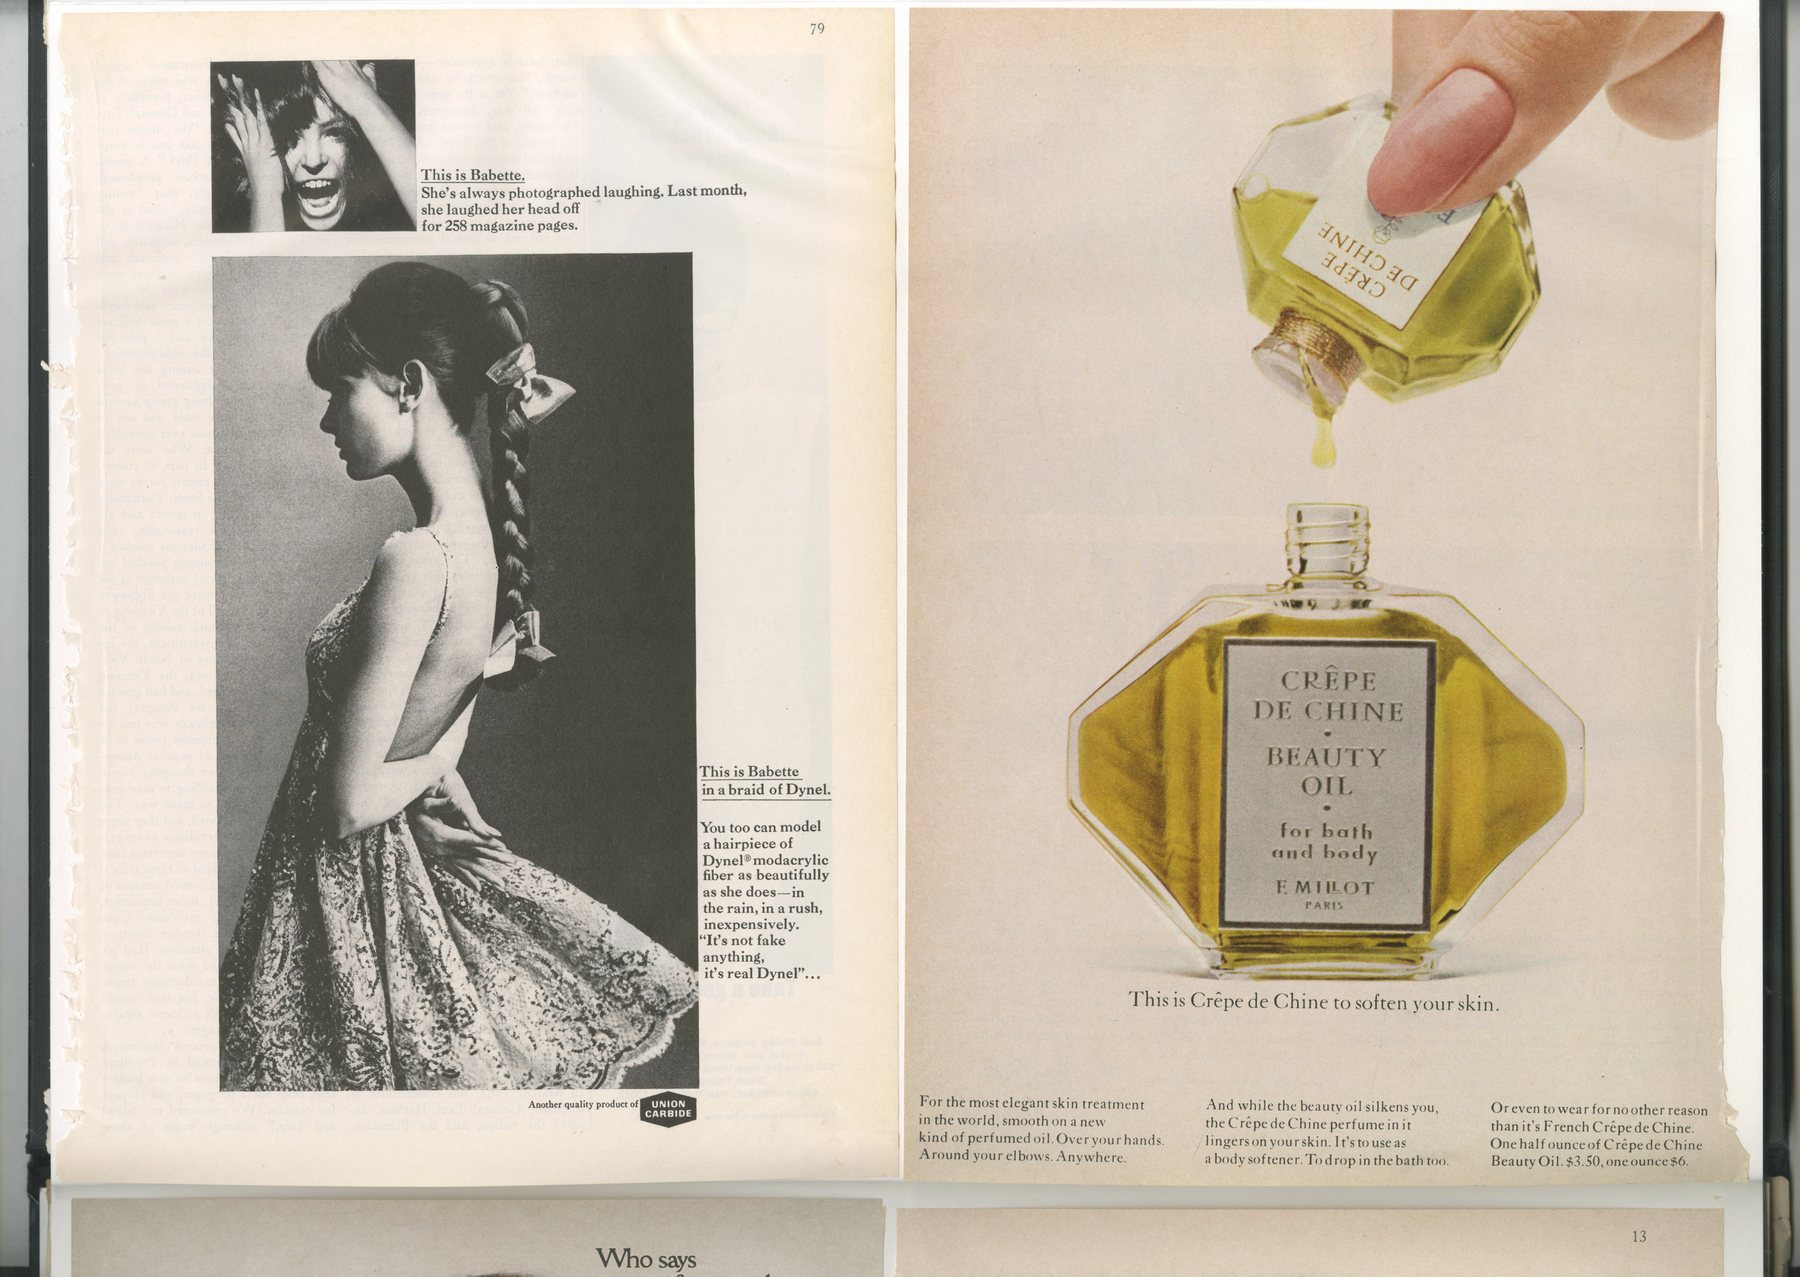 79
This is Babette.
She's always photographed laughing. Last month,
she laughed her head off
for 258 magazine pages.
This is Babette
in a braid of Dynel.
You too can model
a hairpiece of
Dynel® modacrylic
fiber as beautifully
as she does—in
the rain, in a rush,
inexpensively.
“It's not fake
anything,
it's real Dynel”...
Another quality product of
UNION
CARBIDE
CRÊPE
DE CHINE
CRÊPE
DE CHINE
•
BEAUTY
OIL
•
for bath
and body
F. MILLOT
PARIS
This is Crêpe de Chine to soften your skin.
For the most elegant skin treatment
in the world, smooth on a new
kind of perfumed oil. Over your hands.
Around your elbows. Anywhere.
And while the beauty oil silkens you,
the Crêpe de Chine perfume in it
lingers on your skin. It's to use as
a body softener. To drop in the bath too.
Or even to wear for no other reason
than it's French Crêpe de Chine.
One half ounce of Crêpe de Chine
Beauty Oil. $3.50, one ounce $6.
Who says
13